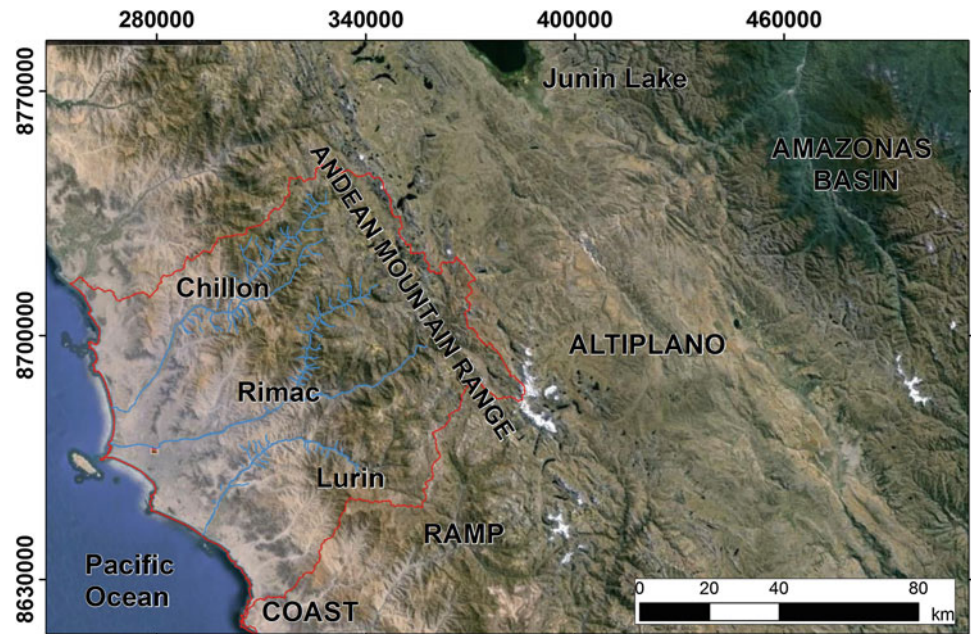 280000
340000
400000
460000
8770000
8700000
8630000
Junin Lake
AMAZONAS
BASIN
ANDEAN MOUNTAIN RANGE
Chillon
ALTIPLANO
Rimac
Lurin
RAMP
Pacific
Ocean
COAST
0
20
40
80
km